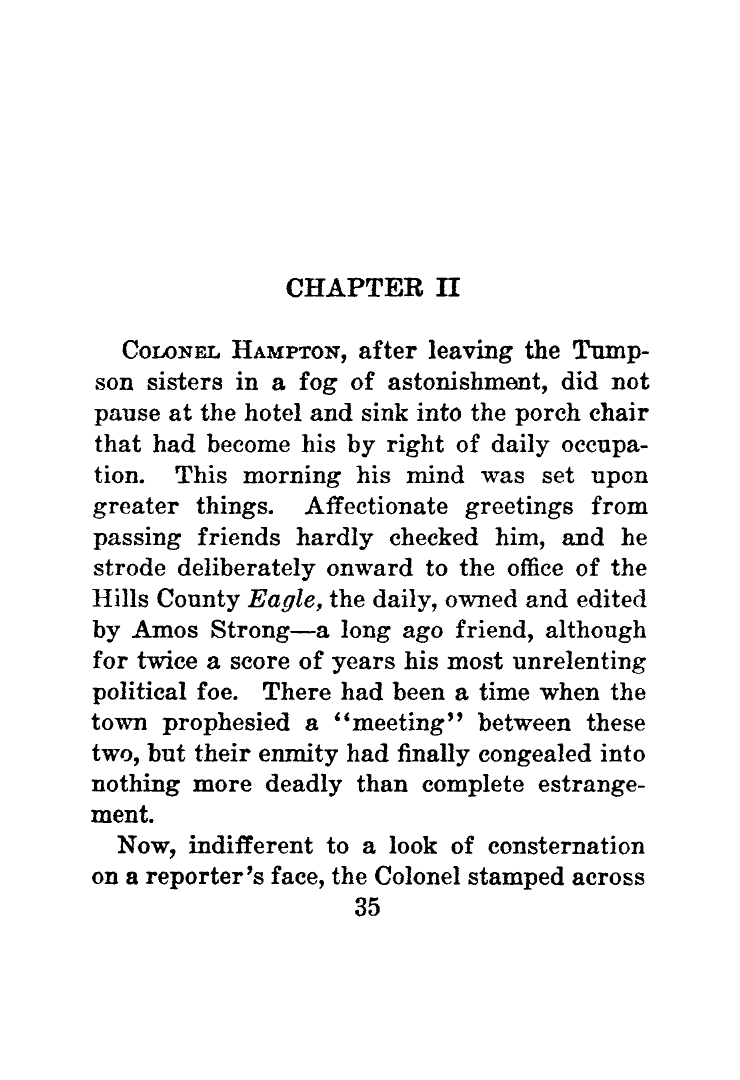 CHAPTER II
Colonel Hampton, after leaving the Tump-
son sisters in a fog of astonishment, did not
pause at the hotel and sink into the porch chair
that had become his by right of daily occupa-
tion. This morning his mind was set upon
greater things. Affectionate greetings from
passing friends hardly checked him, and he
strode deliberately onward to the office of the
Hills County Eagle, the daily, owned and edited
by Amos Strong—a long ago friend, although
for twice a score of years his most unrelenting
political foe. There had been a time when the
town prophesied a “meeting” between these
two, but their enmity had finally congealed into
nothing more deadly than complete estrange-
ment.
Now, indifferent to a look of consternation
on a reporter's face, the Colonel stamped across
35